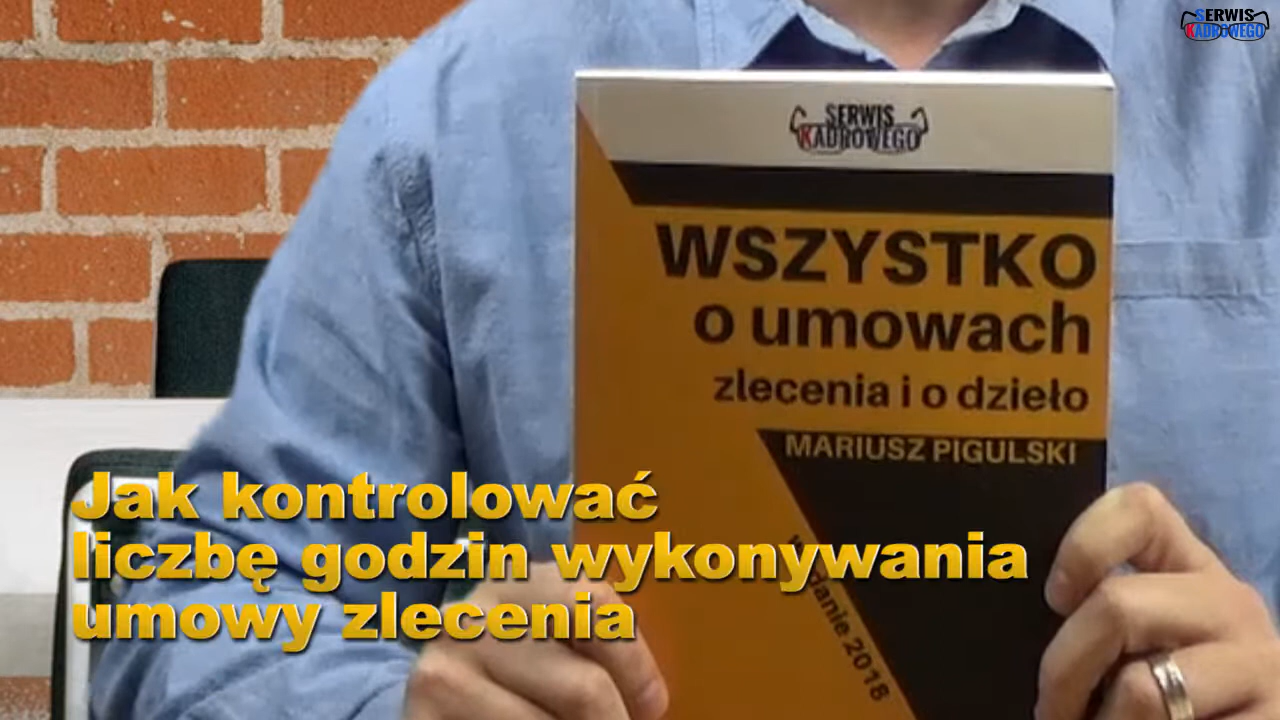 SERWIS
KADROWEGO
SERWIS
KADROWEGO
WSZYSTKO
o umowach
zlecenia i o dzieło
MARIUSZ PIGULSKI
Wydanie 2018
Jak kontrolować
liczbę godzin wykonywania
umowy zlecenia